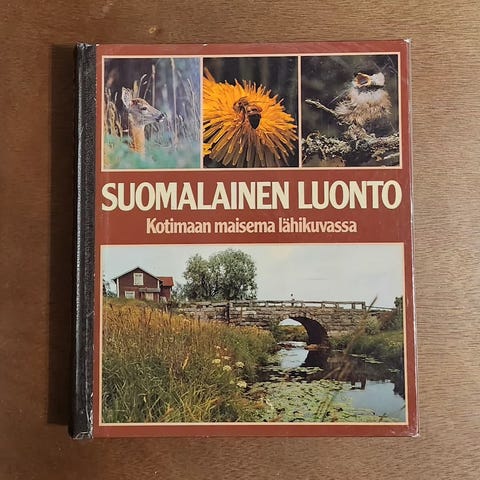 SUOMALAINEN LUONTO
Kotimaan maisema lähikuvassa